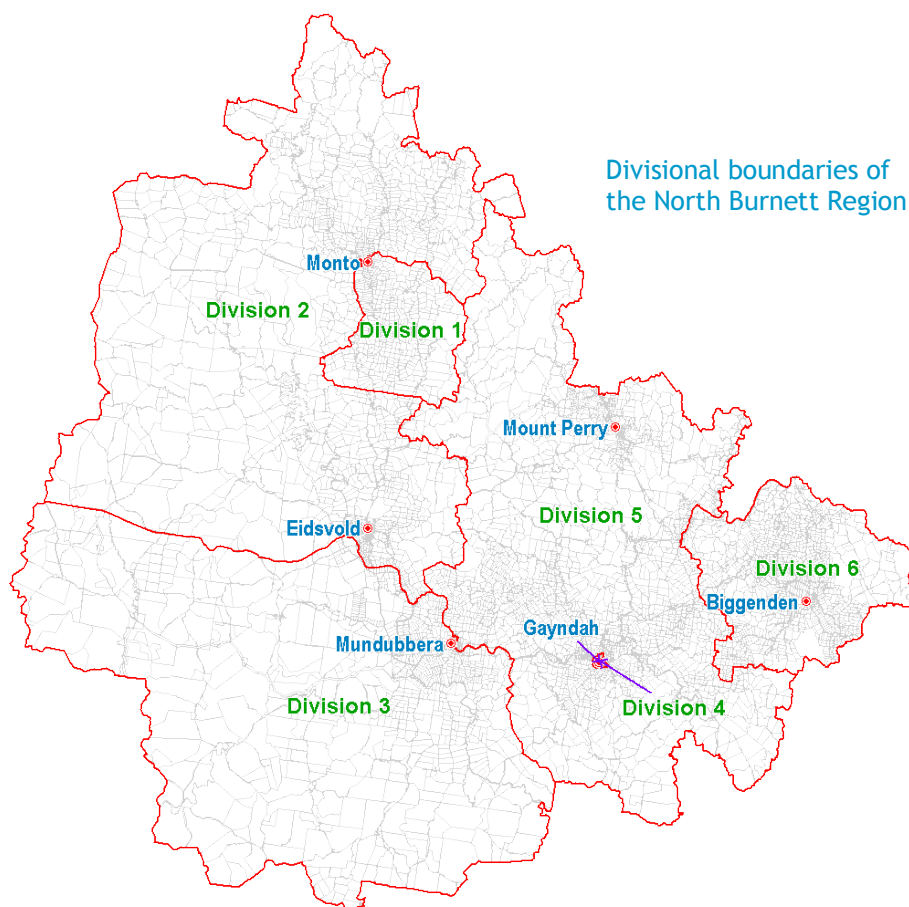 Divisional boundaries of
the North Burnett Region
Monto
Division 2
Division 1
Mount Perry
Division 5
Eidsvold
Division 6
Biggenden
Gayndah
Mundubbera
Division 3
Division 4